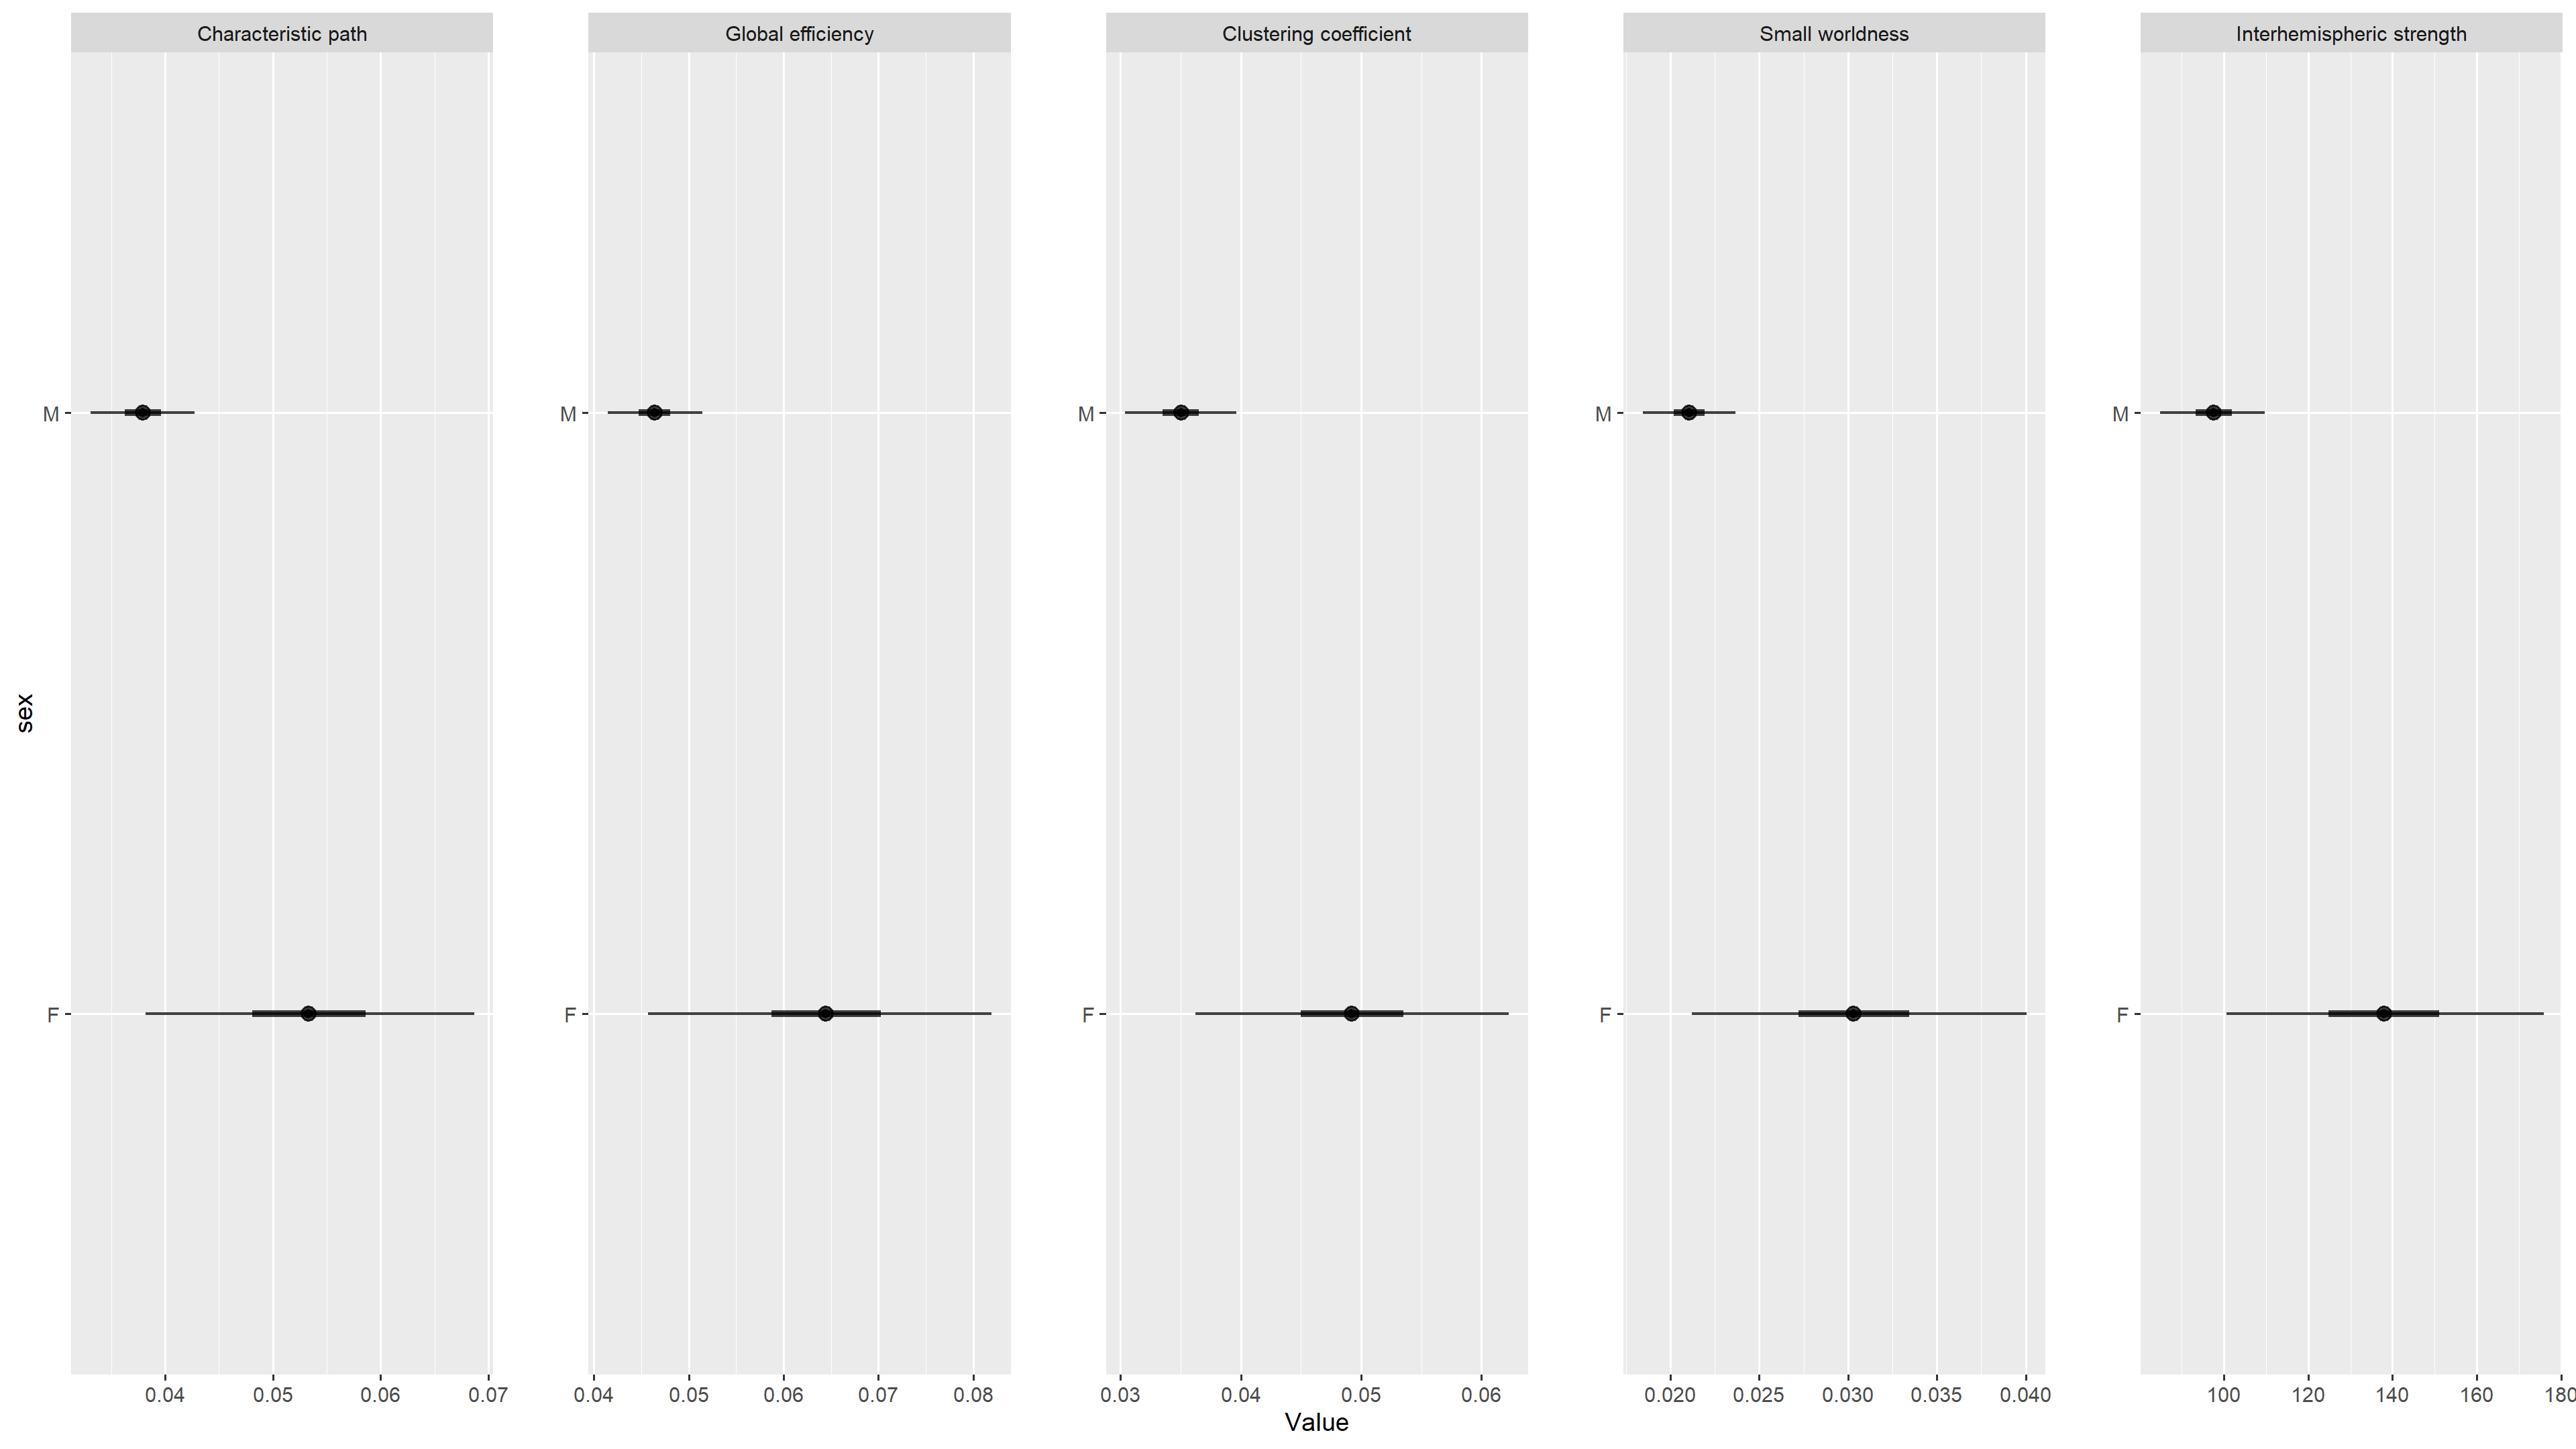 Characteristic path
Global efficiency
Clustering coefficient
Small worldness
Interhemispheric strength
M
M
M
M
M
sex
F
F
F
F
F
0.04 0.05 0.06 0.07
0.04 0.05 0.06 0.07 0.08
0.03 0.04 0.05 0.06
0.020 0.025 0.030 0.035 0.040
100 120 140 160 180
Value